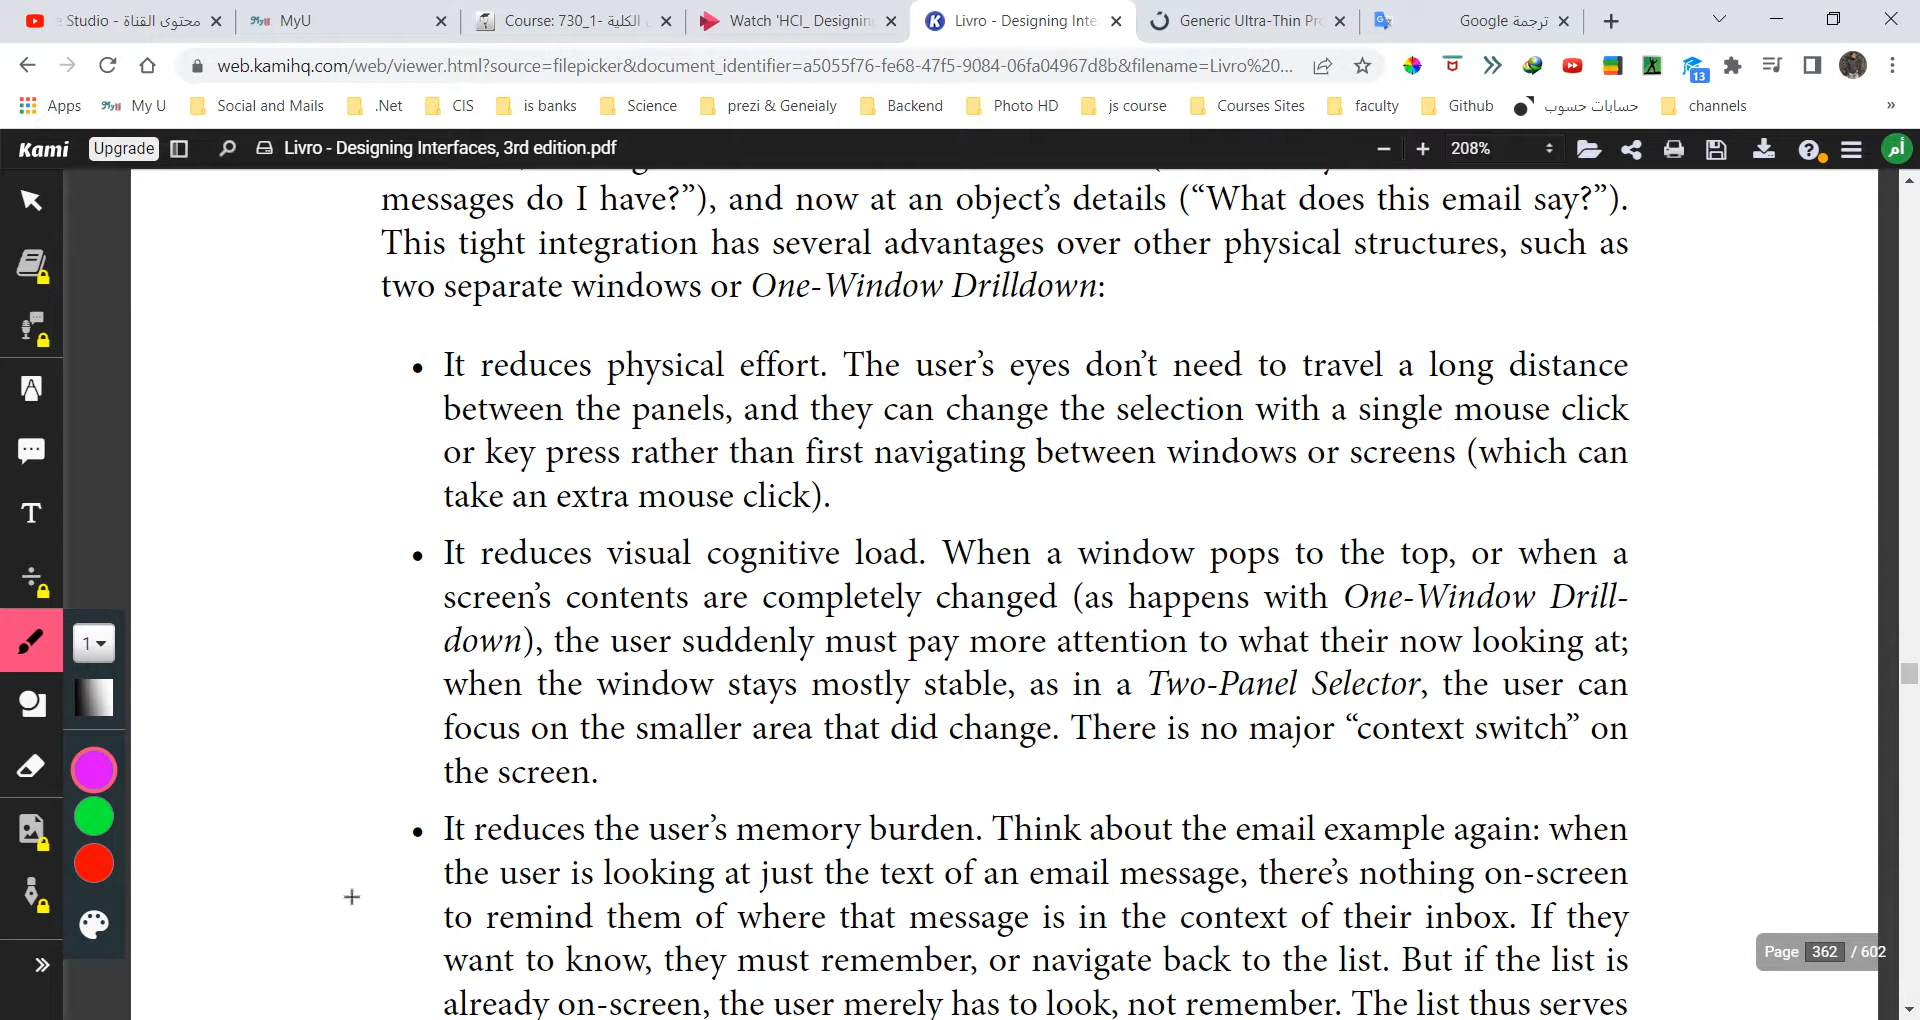 e Studio - محتوى القناة
MyU
Course: 730_1- الكلية
Watch 'HCI_ Designing
Livro - Designing Inte
Generic Ultra-Thin Pro
ترجمة Google
web.kamihq.com/web/viewer.html?source=filepicker&document_identifier=a5055f76-fe68-47f5-9084-06fa04967d8b&filename=Livro%20...
13
Apps
My U
Social and Mails
.Net
CIS
is banks
Science
prezi & Geneialy
Backend
Photo HD
js course
Courses Sites
faculty
Github
حسابات حسوب
channels
»
Kami
Upgrade
Livro - Designing Interfaces, 3rd edition.pdf
208%
أم
messages do I have?”), and now at an object’s details (“What does this email say?”).
This tight integration has several advantages over other physical structures, such as
two separate windows or One-Window Drilldown:
• It reduces physical effort. The user’s eyes don’t need to travel a long distance
between the panels, and they can change the selection with a single mouse click
or key press rather than first navigating between windows or screens (which can
take an extra mouse click).
• It reduces visual cognitive load. When a window pops to the top, or when a
screen’s contents are completely changed (as happens with One-Window Drill-
down), the user suddenly must pay more attention to what their now looking at;
when the window stays mostly stable, as in a Two-Panel Selector, the user can
focus on the smaller area that did change. There is no major “context switch” on
the screen.
• It reduces the user’s memory burden. Think about the email example again: when
the user is looking at just the text of an email message, there’s nothing on-screen
to remind them of where that message is in the context of their inbox. If they
want to know, they must remember, or navigate back to the list. But if the list is
already on-screen, the user merely has to look, not remember. The list thus serves
1
T
Page 362 / 602